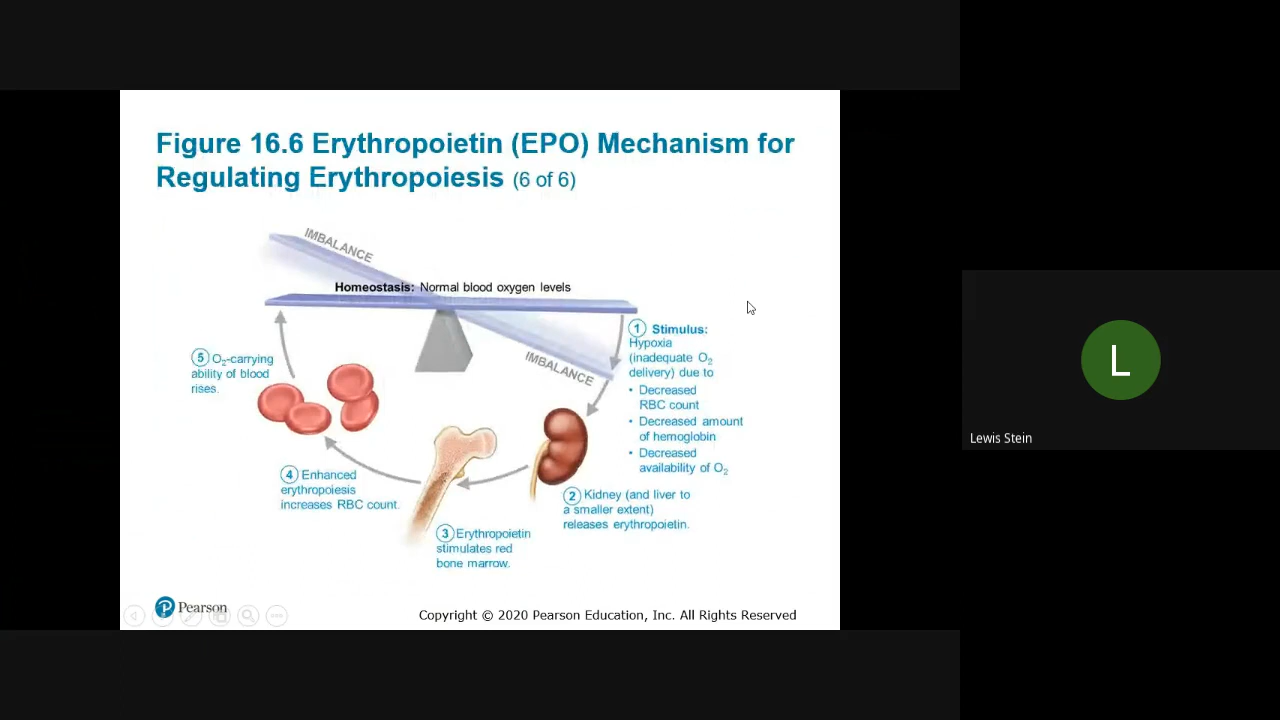 Figure 16.6 Erythropoietin (EPO) Mechanism for
Regulating Erythropoiesis (6 of 6)
IMBALANCE
Homeostasis: Normal blood oxygen levels
IMBALANCE
1 Stimulus:
Hypoxia
(inadequate O₂
delivery) due to
• Decreased
RBC count
• Decreased amount
of hemoglobin
• Decreased
availability of O₂
2 Kidney (and liver to
a smaller extent)
releases erythropoietin.
3 Erythropoietin
stimulates red
bone marrow.
4 Enhanced
erythropoiesis
increases RBC count.
5 O₂-carrying
ability of blood
rises.
P Pearson
Copyright © 2020 Pearson Education, Inc. All Rights Reserved
L
Lewis Stein